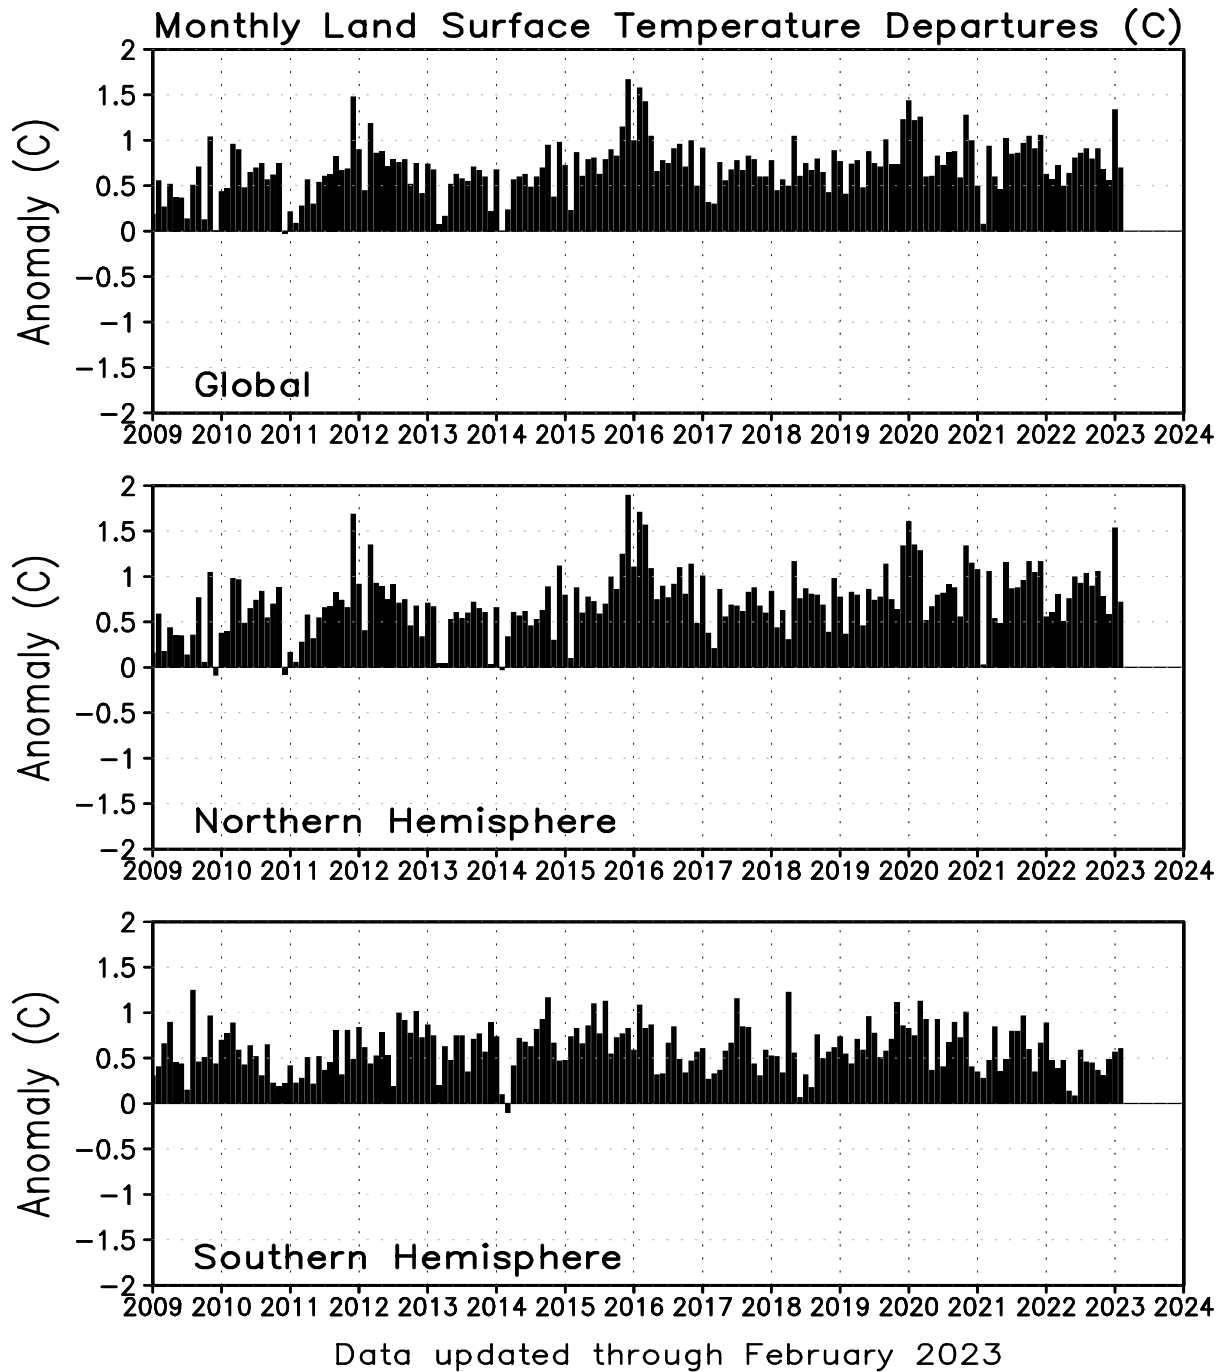 Monthly Land Surface Temperature Departures (C)
2
1.5
1
0.5
0
−0.5
−1
−1.5
−2
Anomaly (C)
Global
2009 2010 2011 2012 2013 2014 2015 2016 2017 2018 2019 2020 2021 2022 2023 2024
2
1.5
1
0.5
0
−0.5
−1
−1.5
−2
Anomaly (C)
Northern Hemisphere
2009 2010 2011 2012 2013 2014 2015 2016 2017 2018 2019 2020 2021 2022 2023 2024
2
1.5
1
0.5
0
−0.5
−1
−1.5
−2
Anomaly (C)
Southern Hemisphere
2009 2010 2011 2012 2013 2014 2015 2016 2017 2018 2019 2020 2021 2022 2023 2024
Data updated through February 2023